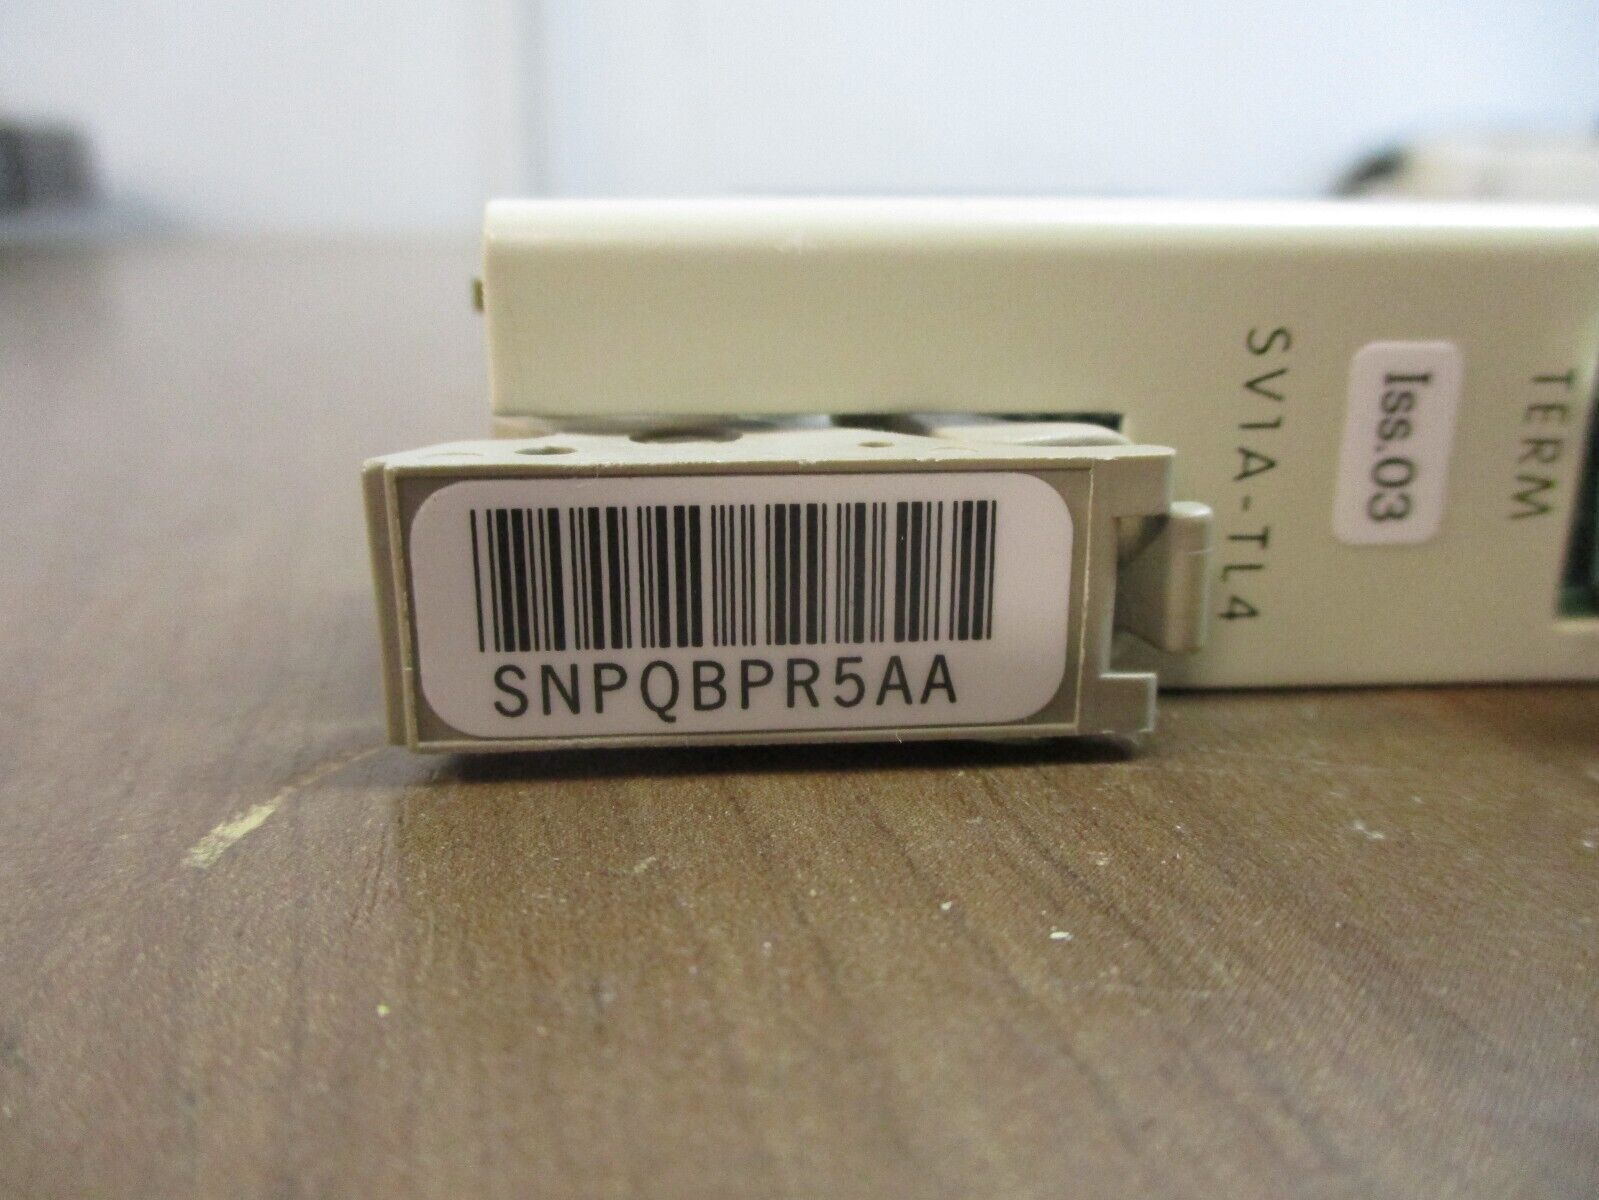 SNPQBPR5AA
SV1A-TL4
Iss.03
TERM